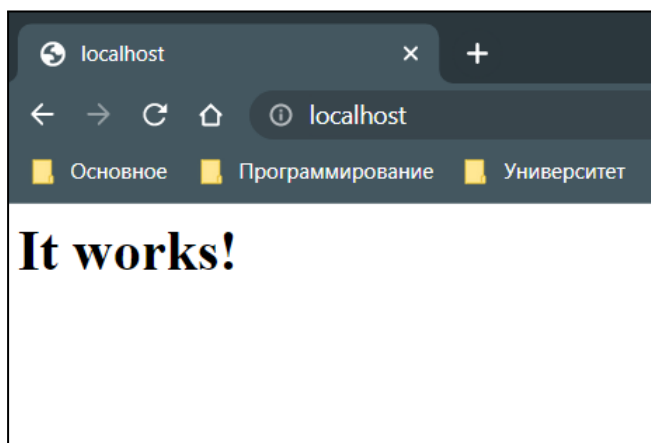 localhost
localhost
Основное Программирование Университет
It works!